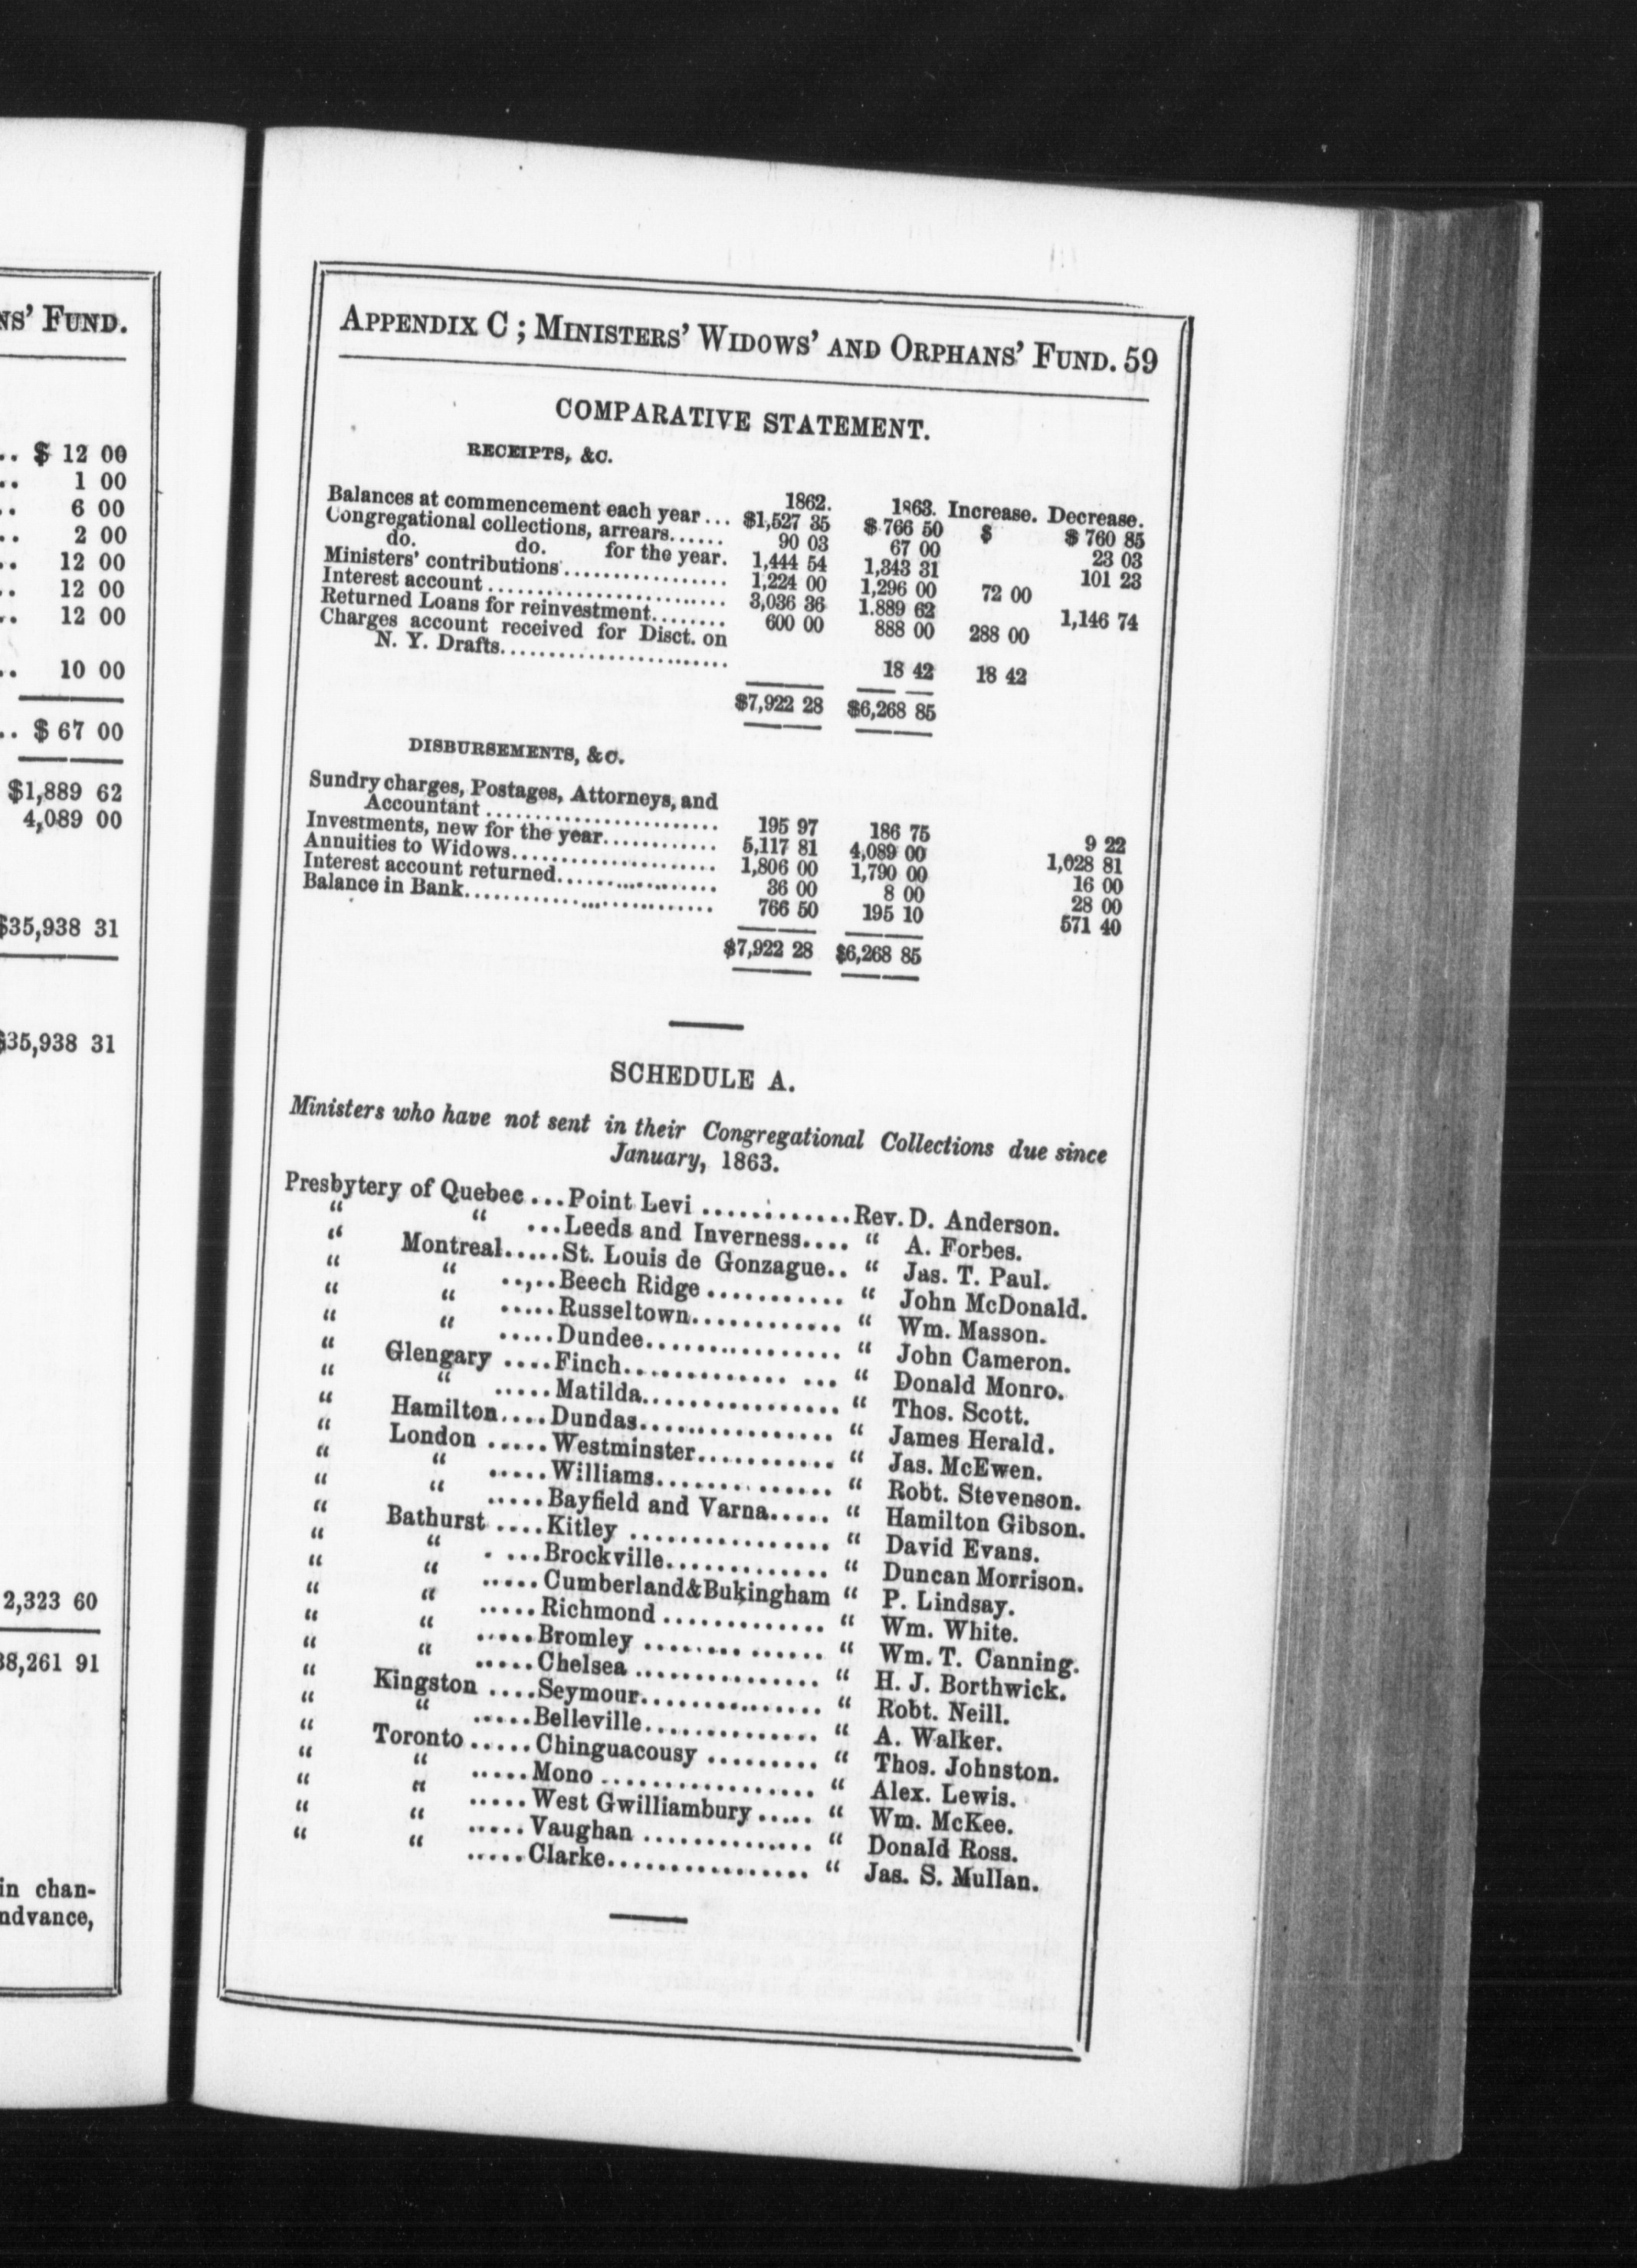 NS' FUND.
.. $ 12 00
.. 1 00
.. 6 00
.. 2 00
.. 12 00
.. 12 00
.. 12 00
.. 10 00
.. $ 67 00
$1,889 62
4,089 00
$35,938 31
$35,938 31
2,323 60
38,261 91
in chan-
ndvance,
APPENDIX C; MINISTERS' WIDOWS' AND ORPHANS' FUND. 59
COMPARATIVE STATEMENT.
RECEIPTS, &C.
1862. 1863. Increase. Decrease.
Balances at commencement each year... $1,527 35 $ 766 50 $ $ 760 85
Congregational collections, arrears...... 90 03 67 00 23 03
do. do. for the year. 1,444 54 1,343 31 101 23
Ministers' contributions................. 1,224 00 1,296 00 72 00
Interest account......................... 3,036 36 1.889 62 1,146 74
Returned Loans for reinvestment......... 600 00 888 00 288 00
Charges account received for Disct. on
N. Y. Drafts........................ 18 42 18 42
$7,922 28 $6,268 85
DISBURSEMENTS, &C.
Sundry charges, Postages, Attorneys, and
Accountant ........................ 195 97 186 75 9 22
Investments, new for the year............ 5,117 81 4,089 00 1,028 81
Annuities to Widows..................... 1,806 00 1,790 00 16 00
Interest account returned................. 36 00 8 00 28 00
Balance in Bank.......................... 766 50 195 10 571 40
$7,922 28 $6,268 85
SCHEDULE A.
Ministers who have not sent in their Congregational Collections due since
January, 1863.
Presbytery of Quebec ...Point Levi ............Rev. D. Anderson.
" " ...Leeds and Inverness.... " A. Forbes.
" Montreal.....St. Louis de Gonzague.. " Jas. T. Paul.
" " ..,..Beech Ridge ........... " John McDonald.
" " .....Russeltown............ " Wm. Masson.
" " .....Dundee................ " John Cameron.
" Glengary ....Finch............. ... " Donald Monro.
" " .....Matilda................ " Thos. Scott.
" Hamilton....Dundas................ " James Herald.
" London .....Westminster........... " Jas. McEwen.
" " .....Williams............... " Robt. Stevenson.
" " .....Bayfield and Varna..... " Hamilton Gibson.
" Bathurst ....Kitley ................ " David Evans.
" " . ...Brockville............. " Duncan Morrison.
" " .....Cumberland&Bukingham " P. Lindsay.
" " .....Richmond ............. " Wm. White.
" " .....Bromley .............. " Wm. T. Canning.
" " .....Chelsea ............... " H. J. Borthwick.
" Kingston ....Seymour............... " Robt. Neill.
" " .....Belleville.............. " A. Walker.
" Toronto .....Chinguacousy ......... " Thos. Johnston.
" " .....Mono .................. " Alex. Lewis.
" " .....West Gwilliambury ..... " Wm. McKee.
" " .....Vaughan .............. " Donald Ross.
" " .....Clarke................. " Jas. S. Mullan.